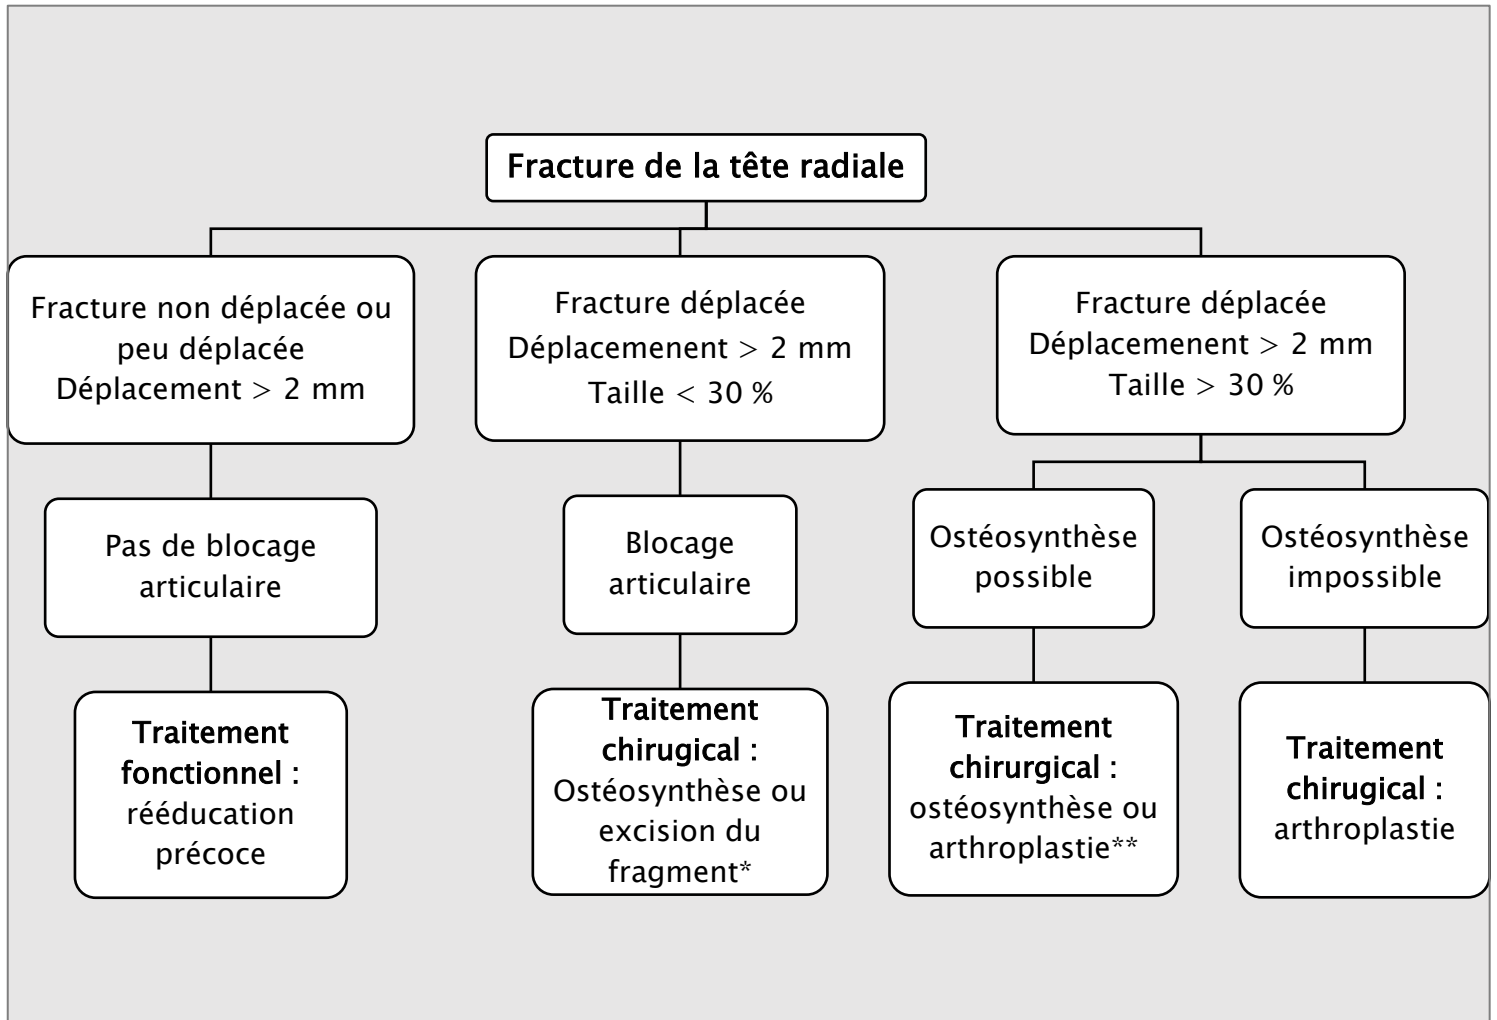 Fracture de la tête radiale
Fracture non déplacée ou
peu déplacée
Déplacement > 2 mm
Fracture déplacée
Déplacemenent > 2 mm
Taille < 30 %
Fracture déplacée
Déplacemenent > 2 mm
Taille > 30 %
Pas de blocage
articulaire
Blocage
articulaire
Ostéosynthèse
possible
Ostéosynthèse
impossible
Traitement
fonctionnel :
rééducation
précoce
Traitement
chirugical :
Ostéosynthèse ou
excision du
fragment*
Traitement
chirurgical :
ostéosynthèse ou
arthroplastie**
Traitement
chirugical :
arthroplastie